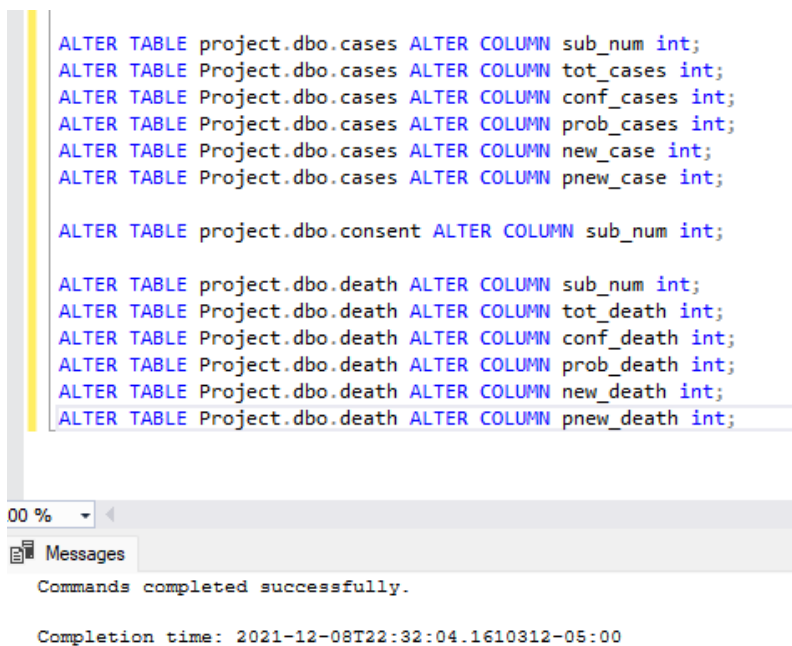 ALTER TABLE project.dbo.cases ALTER COLUMN sub_num int;
ALTER TABLE Project.dbo.cases ALTER COLUMN tot_cases int;
ALTER TABLE Project.dbo.cases ALTER COLUMN conf_cases int;
ALTER TABLE Project.dbo.cases ALTER COLUMN prob_cases int;
ALTER TABLE Project.dbo.cases ALTER COLUMN new_case int;
ALTER TABLE Project.dbo.cases ALTER COLUMN pnew_case int;
ALTER TABLE project.dbo.consent ALTER COLUMN sub_num int;
ALTER TABLE project.dbo.death ALTER COLUMN sub_num int;
ALTER TABLE Project.dbo.death ALTER COLUMN tot_death int;
ALTER TABLE Project.dbo.death ALTER COLUMN conf_death int;
ALTER TABLE Project.dbo.death ALTER COLUMN prob_death int;
ALTER TABLE Project.dbo.death ALTER COLUMN new_death int;
ALTER TABLE Project.dbo.death ALTER COLUMN pnew_death int;
00 %
Messages
Commands completed successfully.
Completion time: 2021-12-08T22:32:04.1610312-05:00